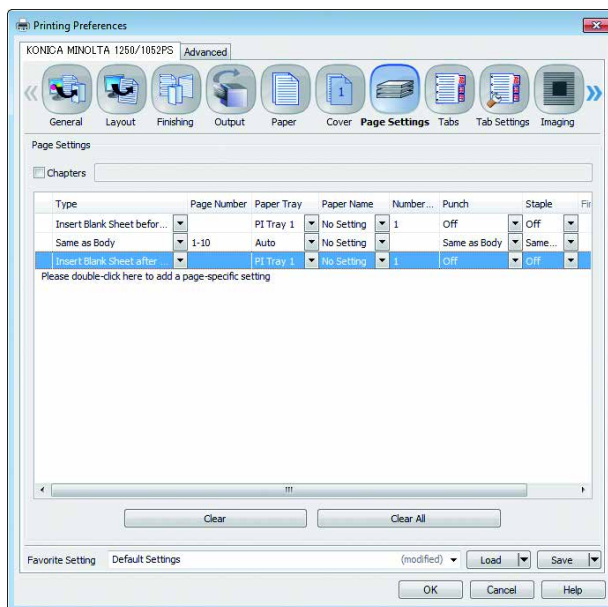 Printing Preferences
KONICA MINOLTA 1250/1052PS Advanced
General Layout Finishing Output Paper Cover Page Settings Tabs Tab Settings Imaging
Page Settings
Chapters
Type Page Number Paper Tray Paper Name Number... Punch Staple Fir
Insert Blank Sheet befor... PI Tray 1 No Setting 1 Off Off
Same as Body 1-10 Auto No Setting Same as Body Same...
Insert Blank Sheet after ... PI Tray 1 No Setting 1 Off Off
Please double-click here to add a page-specific setting
Clear Clear All
Favorite Setting Default Settings (modified) Load Save
OK Cancel Help